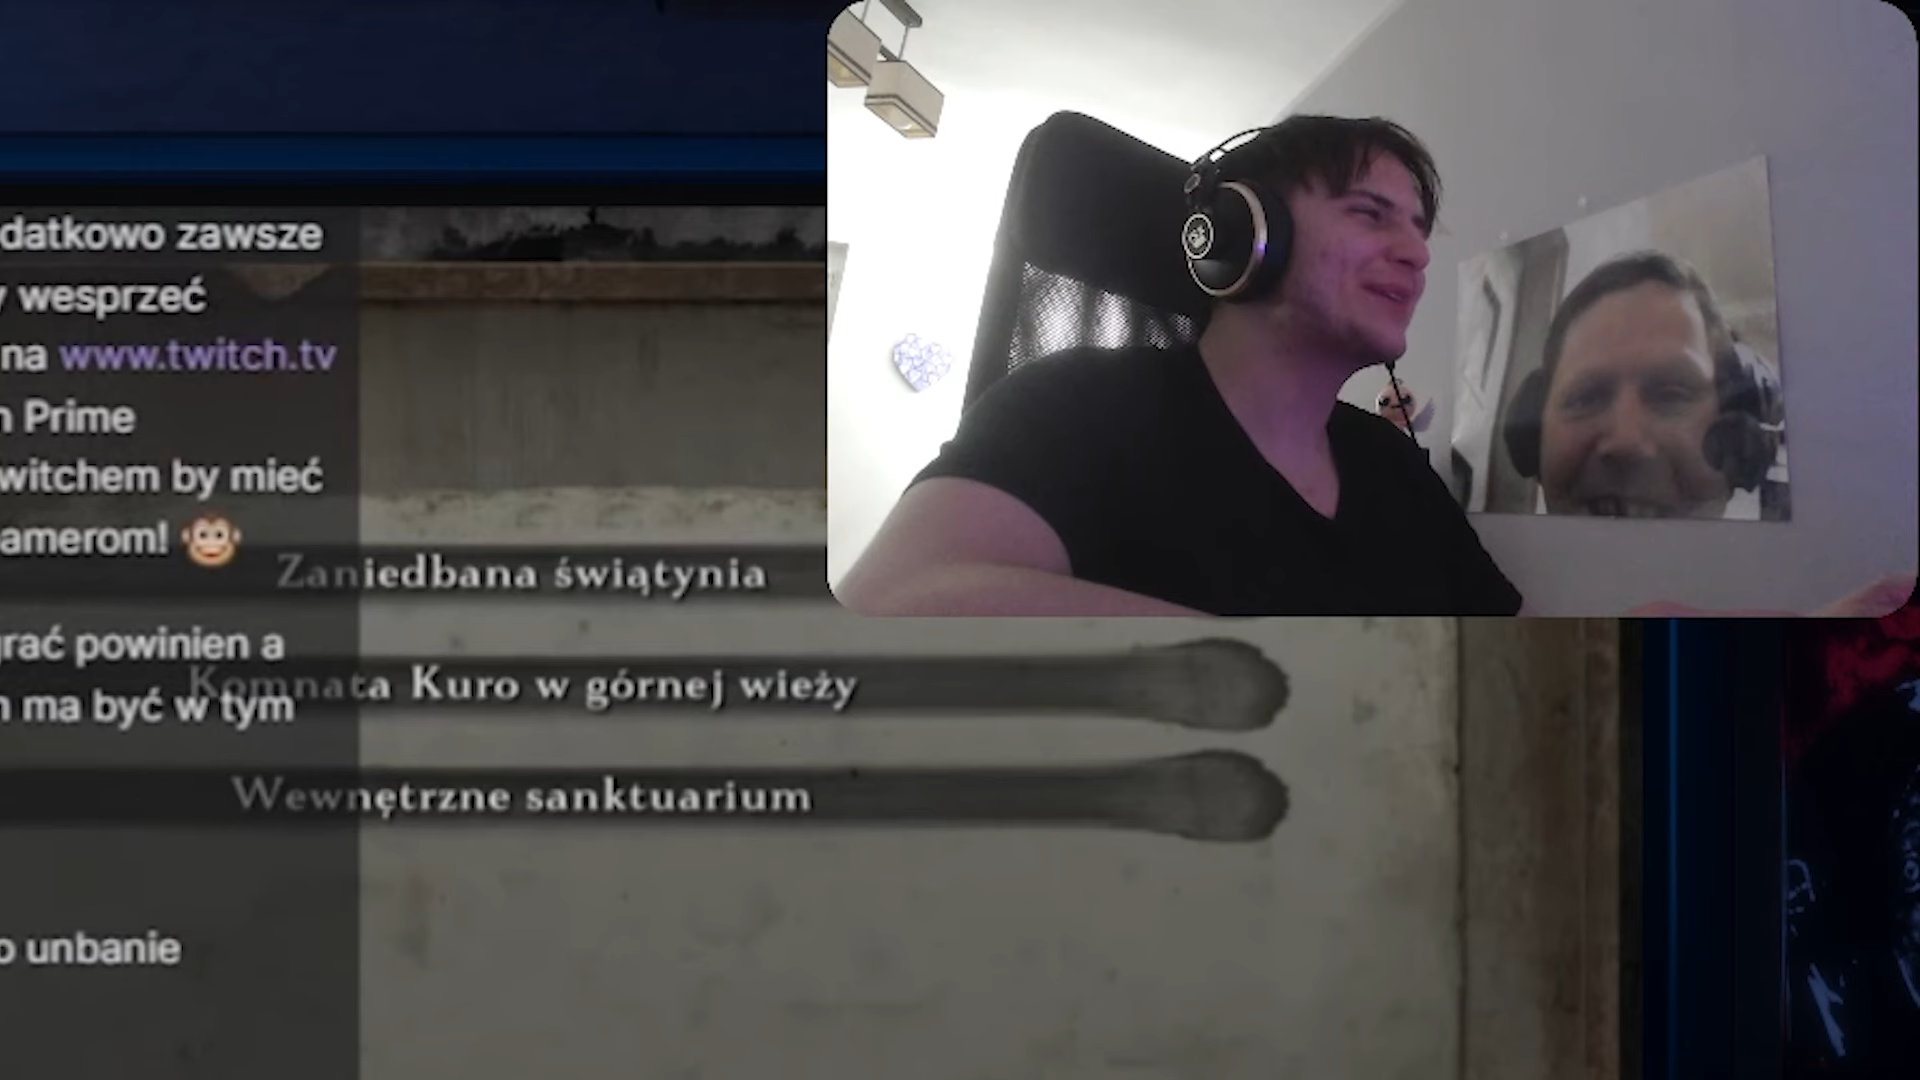 datkowo zawsze
y wesprzeć
na www.twitch.tv
n Prime
witchem by mieć
amerom!
grać powinien a
n ma być w tym
o unbanie
Zaniedbana świątynia
Komnata Kuro w górnej wieży
Wewnętrzne sanktuarium